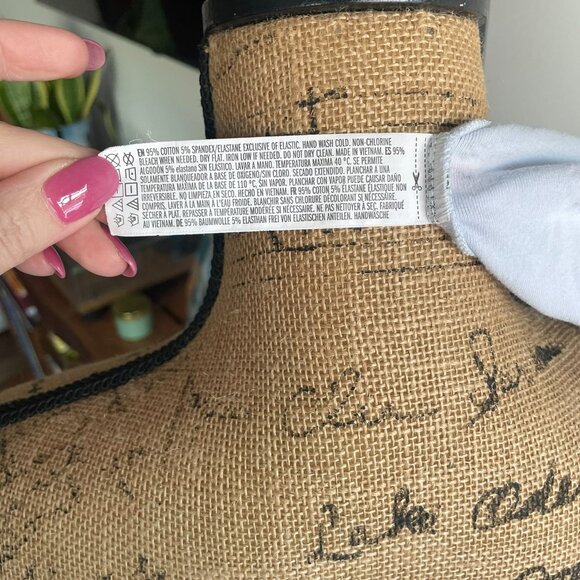 EN 95% COTTON 5% SPANDEX/ELASTANE EXCLUSIVE OF ELASTIC. HAND WASH COLD. NON-CHLORINE
BLEACH WHEN NEEDED. DRY FLAT. IRON LOW IF NEEDED. DO NOT DRY CLEAN. MADE IN VIETNAM. ES 95%
ALGODÓN 5% elastano SIN ELÁSTICO. LAVAR A MANO. TEMPERATURA MAXIMA 40 °C. SE PERMITE
SOLAMENTE BLANQUEADOR A BASE DE OXÍGENO/SIN CLORO. SECADO EXTENDIDO. PLANCHAR A UNA
TEMPERATURA MÁXIMA DE LA BASE DE 110 °C, SIN VAPOR. PLANCHAR CON VAPOR PUEDE CAUSAR DAÑO
IRREVERSIBLE. NO LIMPIEZA EN SECO. HECHO EN VIETNAM. FR 95% COTON 5% ÉLASTANE ÉLASTIQUE NON
COMPRIS. LAVER À LA MAIN À L'EAU FROIDE. BLANCHIR SANS CHLORURE DÉCOLORANT SI NÉCESSAIRE.
SÉCHER À PLAT. REPASSER À TEMPÉRATURE MODÉRÉE SI NÉCESSAIRE. NE PAS NETTOYER À SEC. FABRIQUÉ
AU VIETNAM. DE 95% BAUMWOLLE 5% ELASTHAN FREI VON ELASTISCHEN ANTEILEN. HANDWÄSCHE